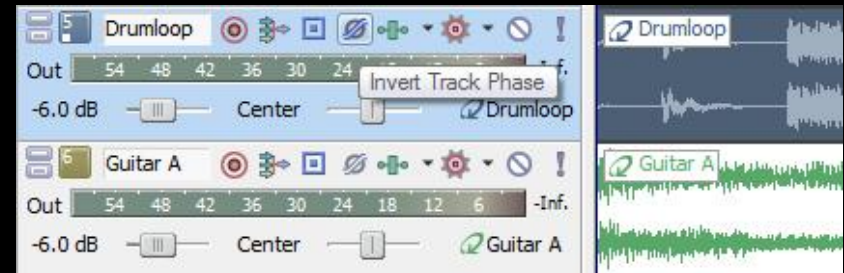 5 Drumloop Drumloop
Out 54 48 42 36 30 24 Inf.
Invert Track Phase
-6.0 dB Center Drumloop
6 Guitar A Guitar A
Out 54 48 42 36 30 24 18 12 6 -Inf.
-6.0 dB Center Guitar A